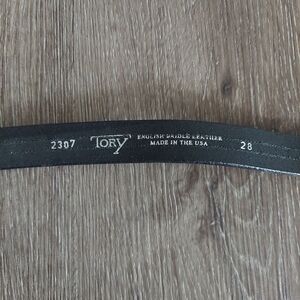 2307 TORY ENGLISH BRIDLE LEATHER
MADE IN THE USA 28